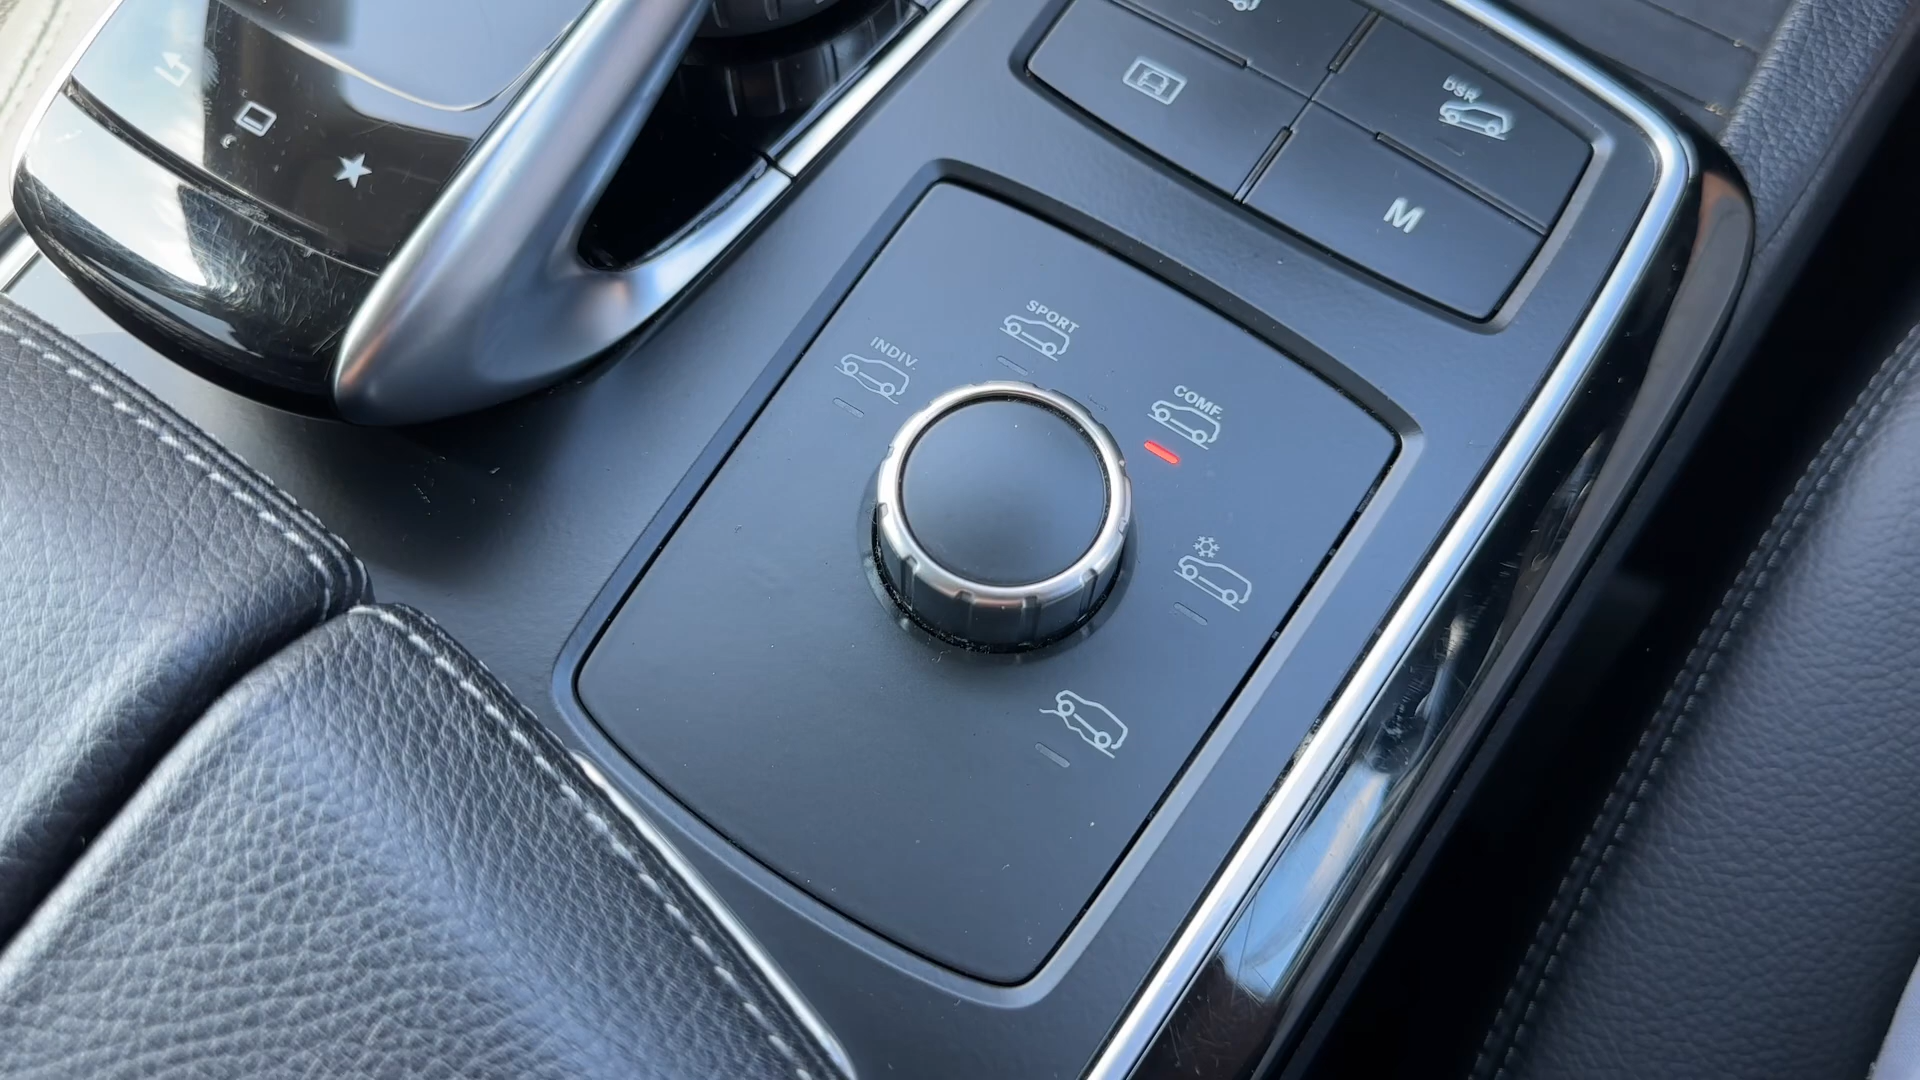 DSR
M
SPORT
INDIV.
COMF.